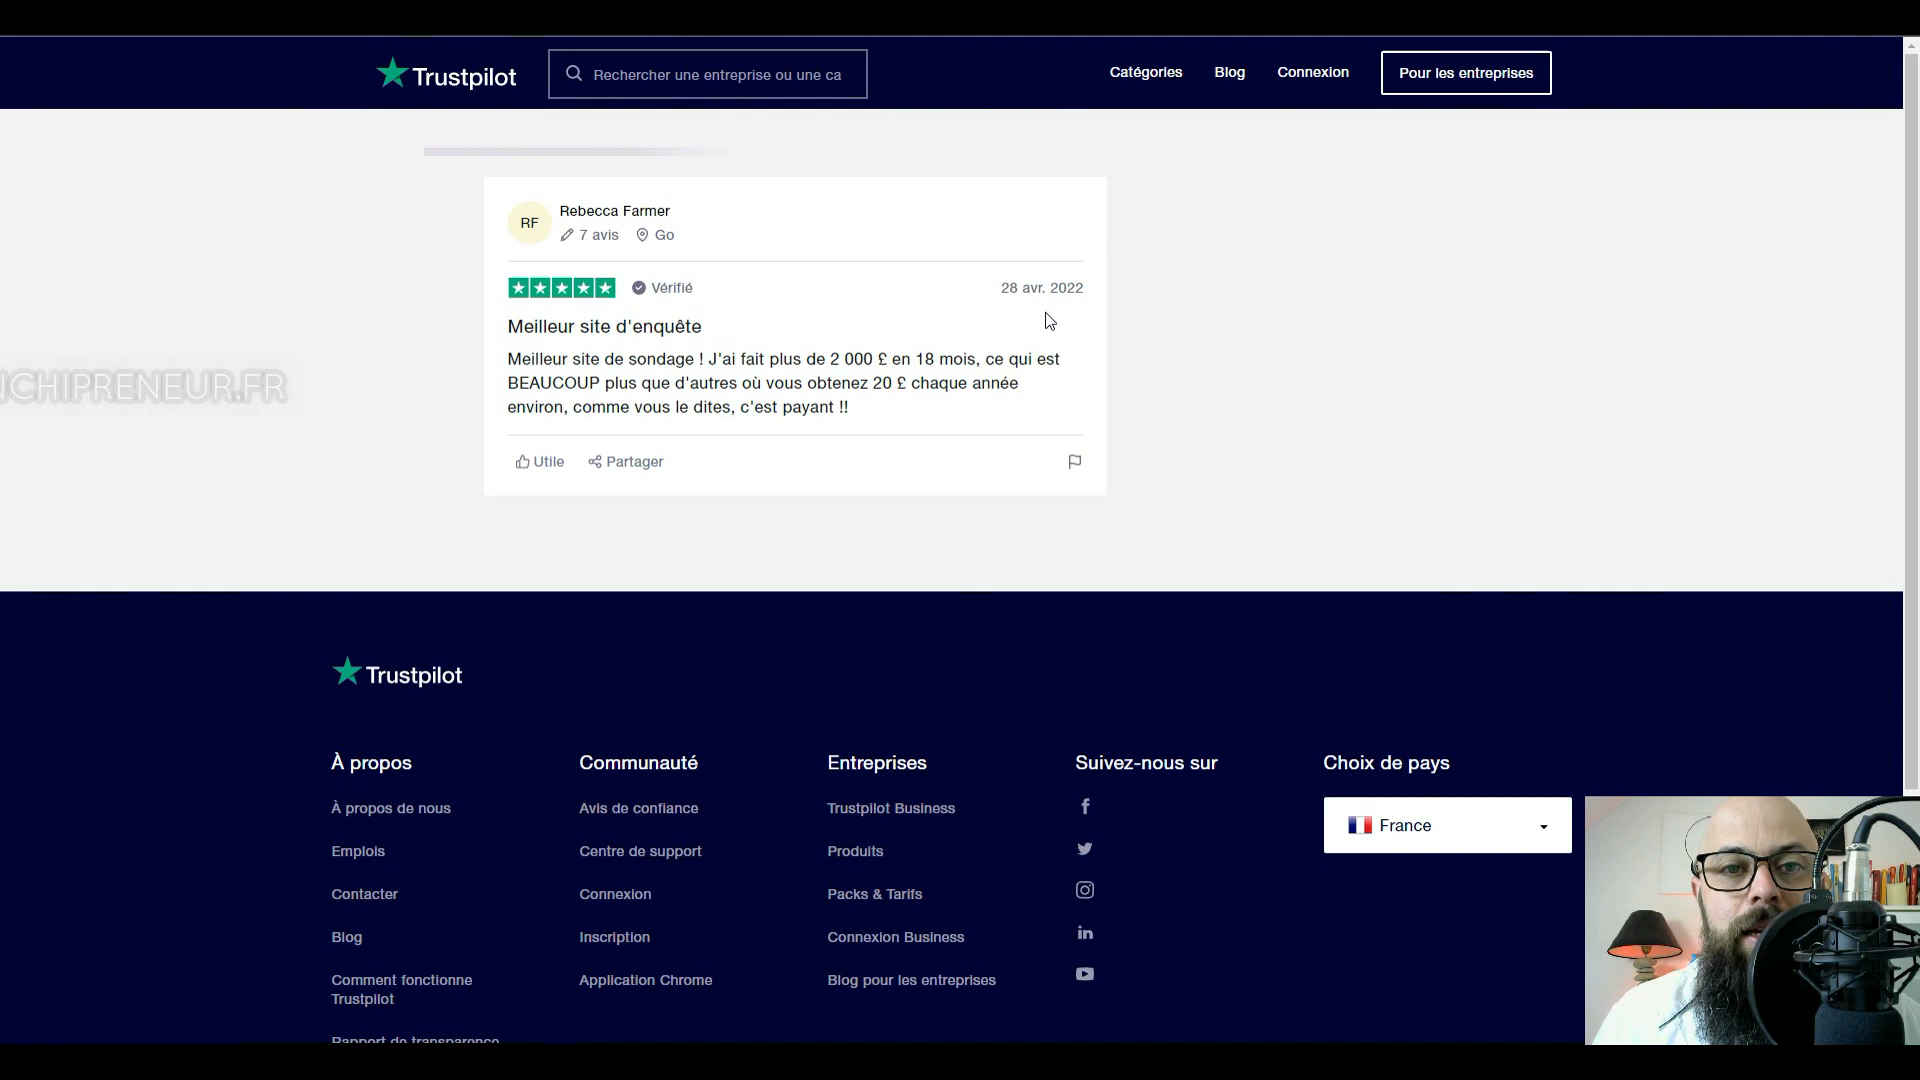 Trustpilot
Rechercher une entreprise ou une ca
Catégories
Blog
Connexion
Pour les entreprises
RF
Rebecca Farmer
7 avis
Go
Vérifié
28 avr. 2022
Meilleur site d'enquête
Meilleur site de sondage ! J'ai fait plus de 2 000 £ en 18 mois, ce qui est
BEAUCOUP plus que d'autres où vous obtenez 20 £ chaque année
environ, comme vous le dites, c'est payant !!
NCHIPRENEUR.FR
Utile
Partager
Trustpilot
À propos
À propos de nous
Emplois
Contacter
Blog
Comment fonctionne
Trustpilot
Rapport de transparence
Communauté
Avis de confiance
Centre de support
Connexion
Inscription
Application Chrome
Entreprises
Trustpilot Business
Produits
Packs & Tarifs
Connexion Business
Blog pour les entreprises
Suivez-nous sur
Choix de pays
France